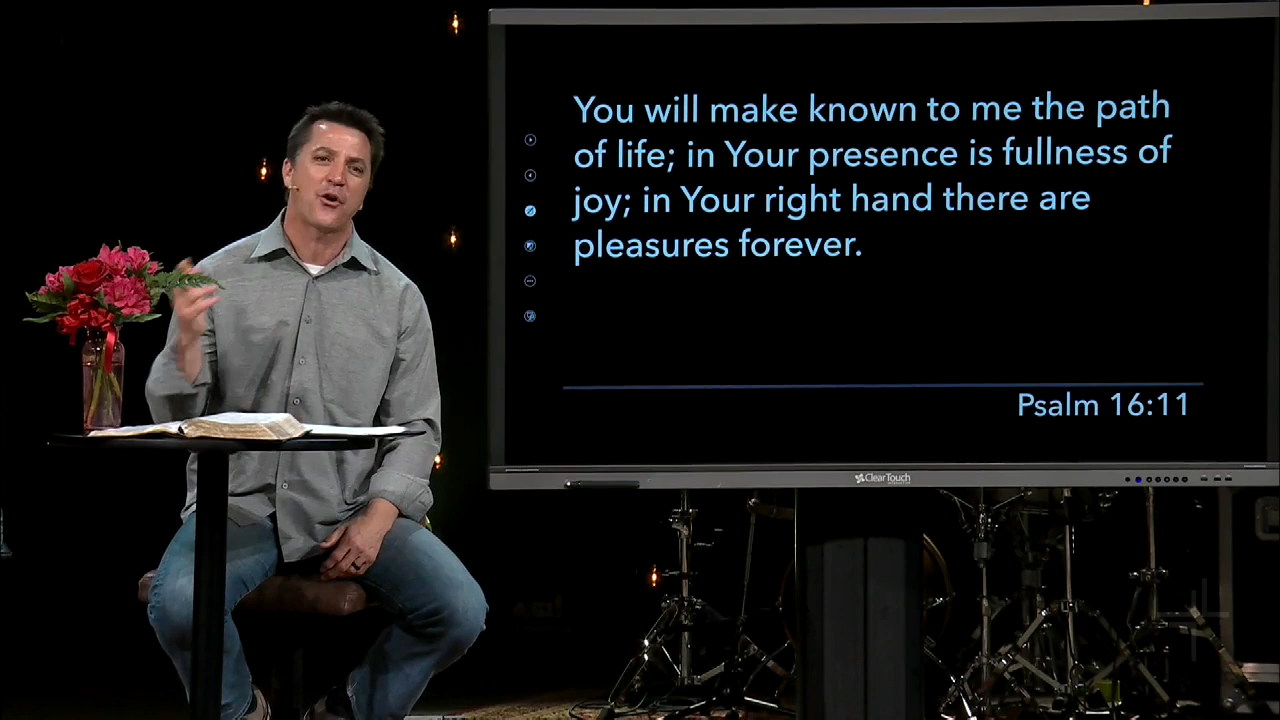 You will make known to me the path
of life; in Your presence is fullness of
joy; in Your right hand there are
pleasures forever.
Psalm 16:11
ClearTouch